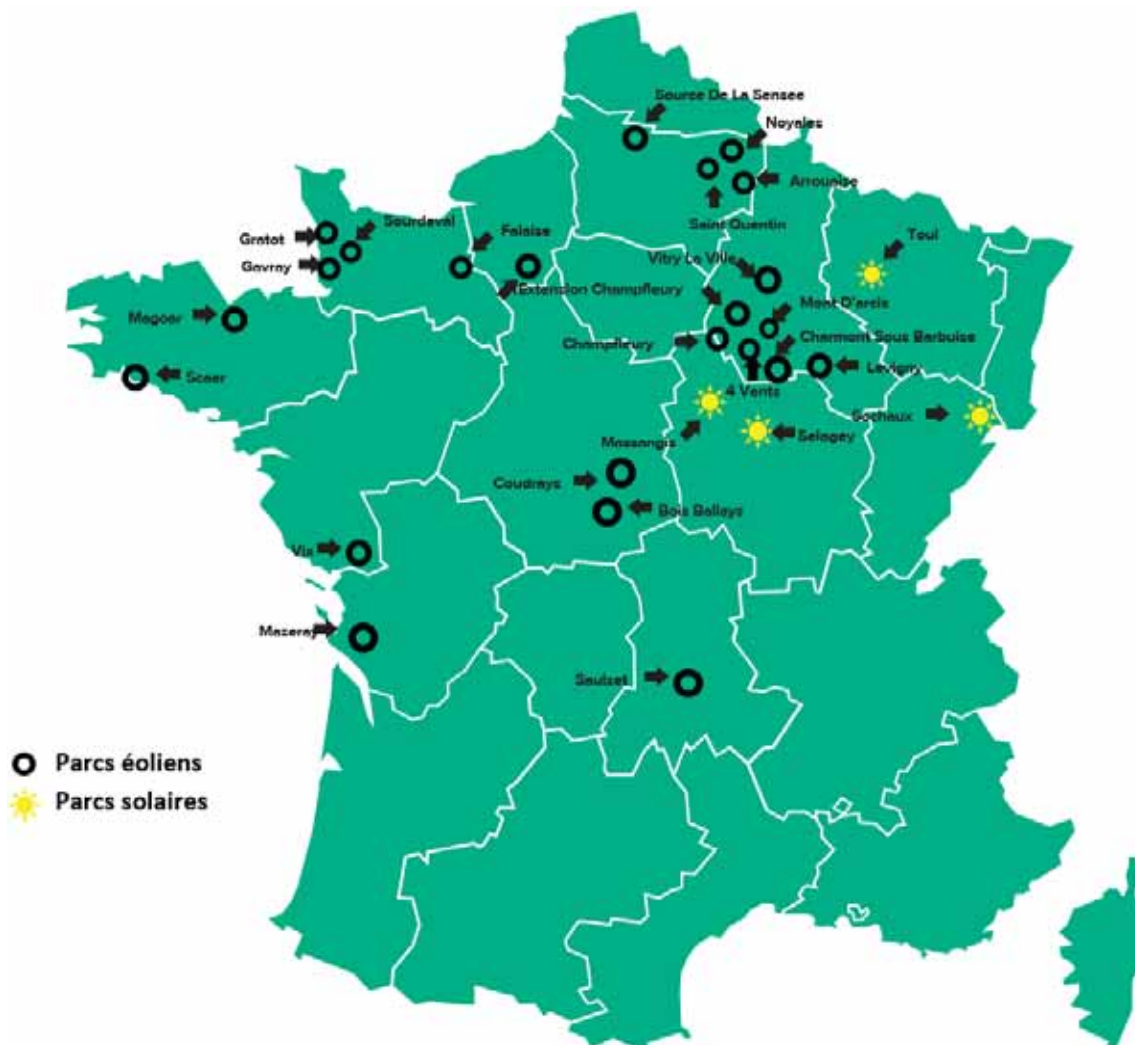 Source De La Sensee
Noyales
Arrouaise
Saint Quentin
Gratot
Sourdeval
Gavray
Falaise
Toul
Vitry La Ville
Extension Champfleury
Mont D'arcis
Magoar
Champfleury
Charmont Sous Barbuise
Scaer
Lavigny
4 Vents
Sochaux
Massangis
Selogey
Coudrays
Bois Ballays
Vix
Mazeray
Saulzet
Parcs éoliens
Parcs solaires